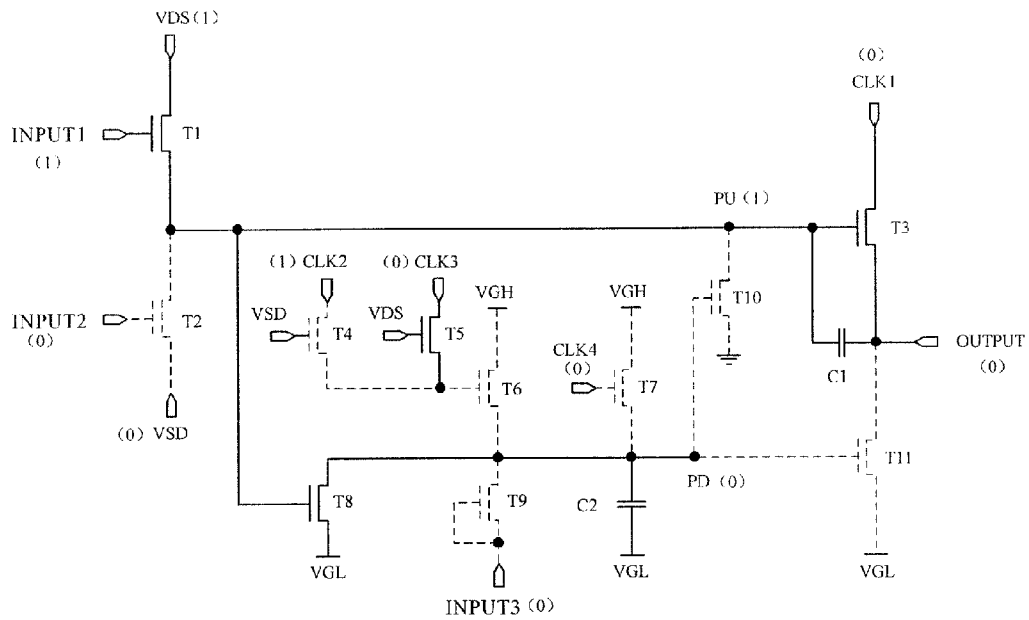 VDS (1)
(0)
CLK1
INPUT1
(1)
T1
PU (1)
T3
(1) CLK2
(0) CLK3
VGH
VGH
T10
INPUT2
(0)
T2
VSD
T4
VDS
T5
CLK4
(0)
T6
T7
C1
OUTPUT
(0)
(0) VSD
T8
T9
C2
PD (0)
T11
VGL
VGL
VGL
INPUT3 (0)